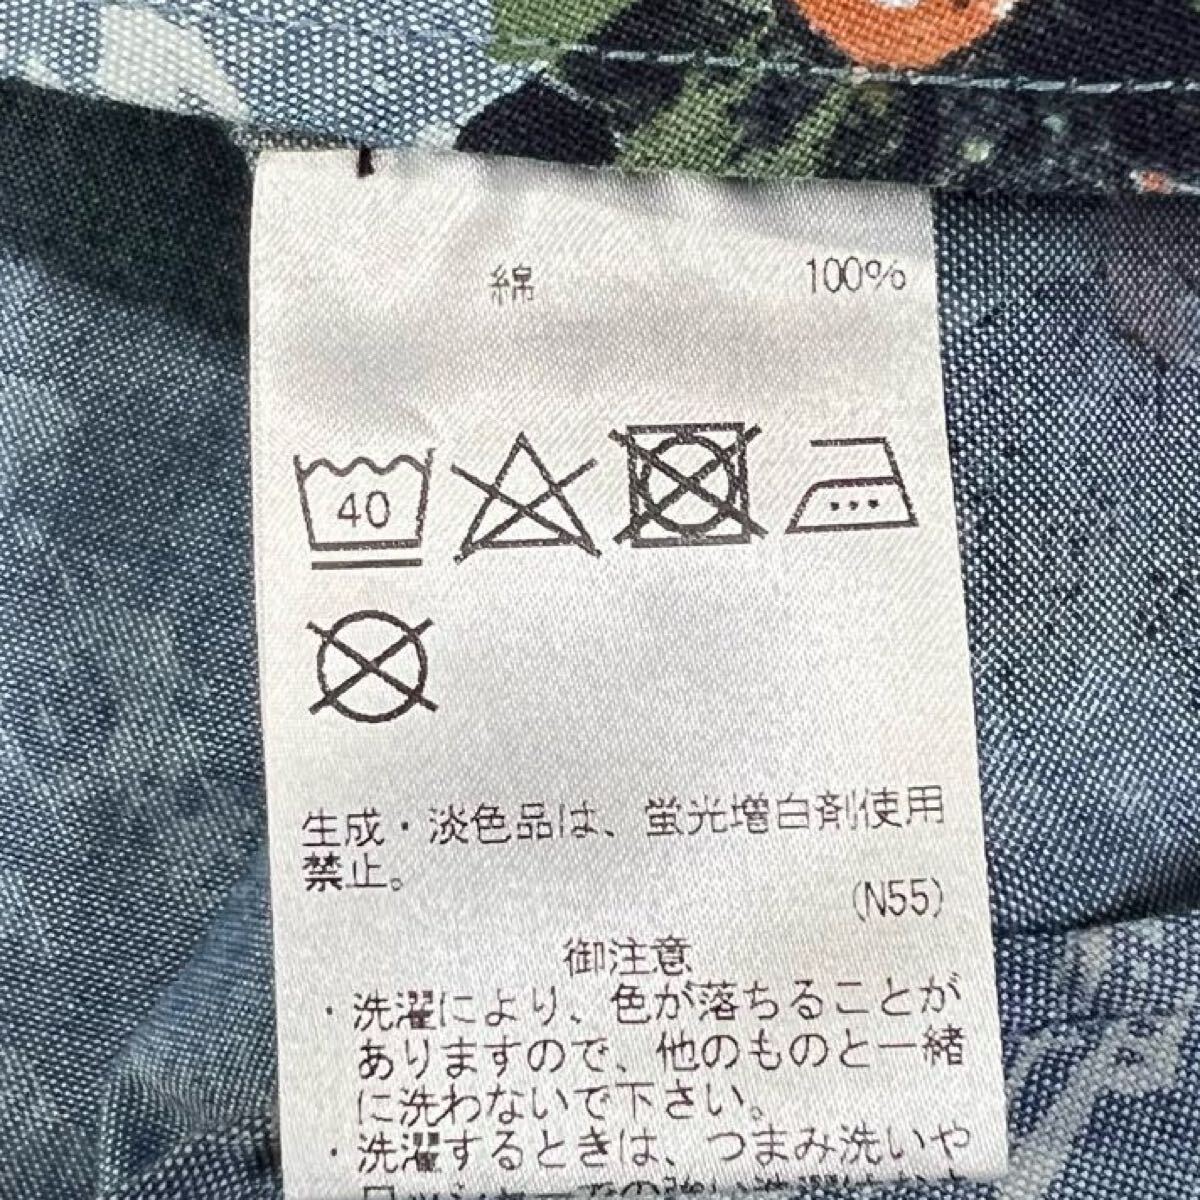 綿 100%
40
生成・淡色品は、蛍光増白剤使用
禁止。
(N55)
御注意
・洗濯により、色が落ちることが
ありますので、他のものと一緒
に洗わないで下さい。
・洗濯するときは、つまみ洗いや